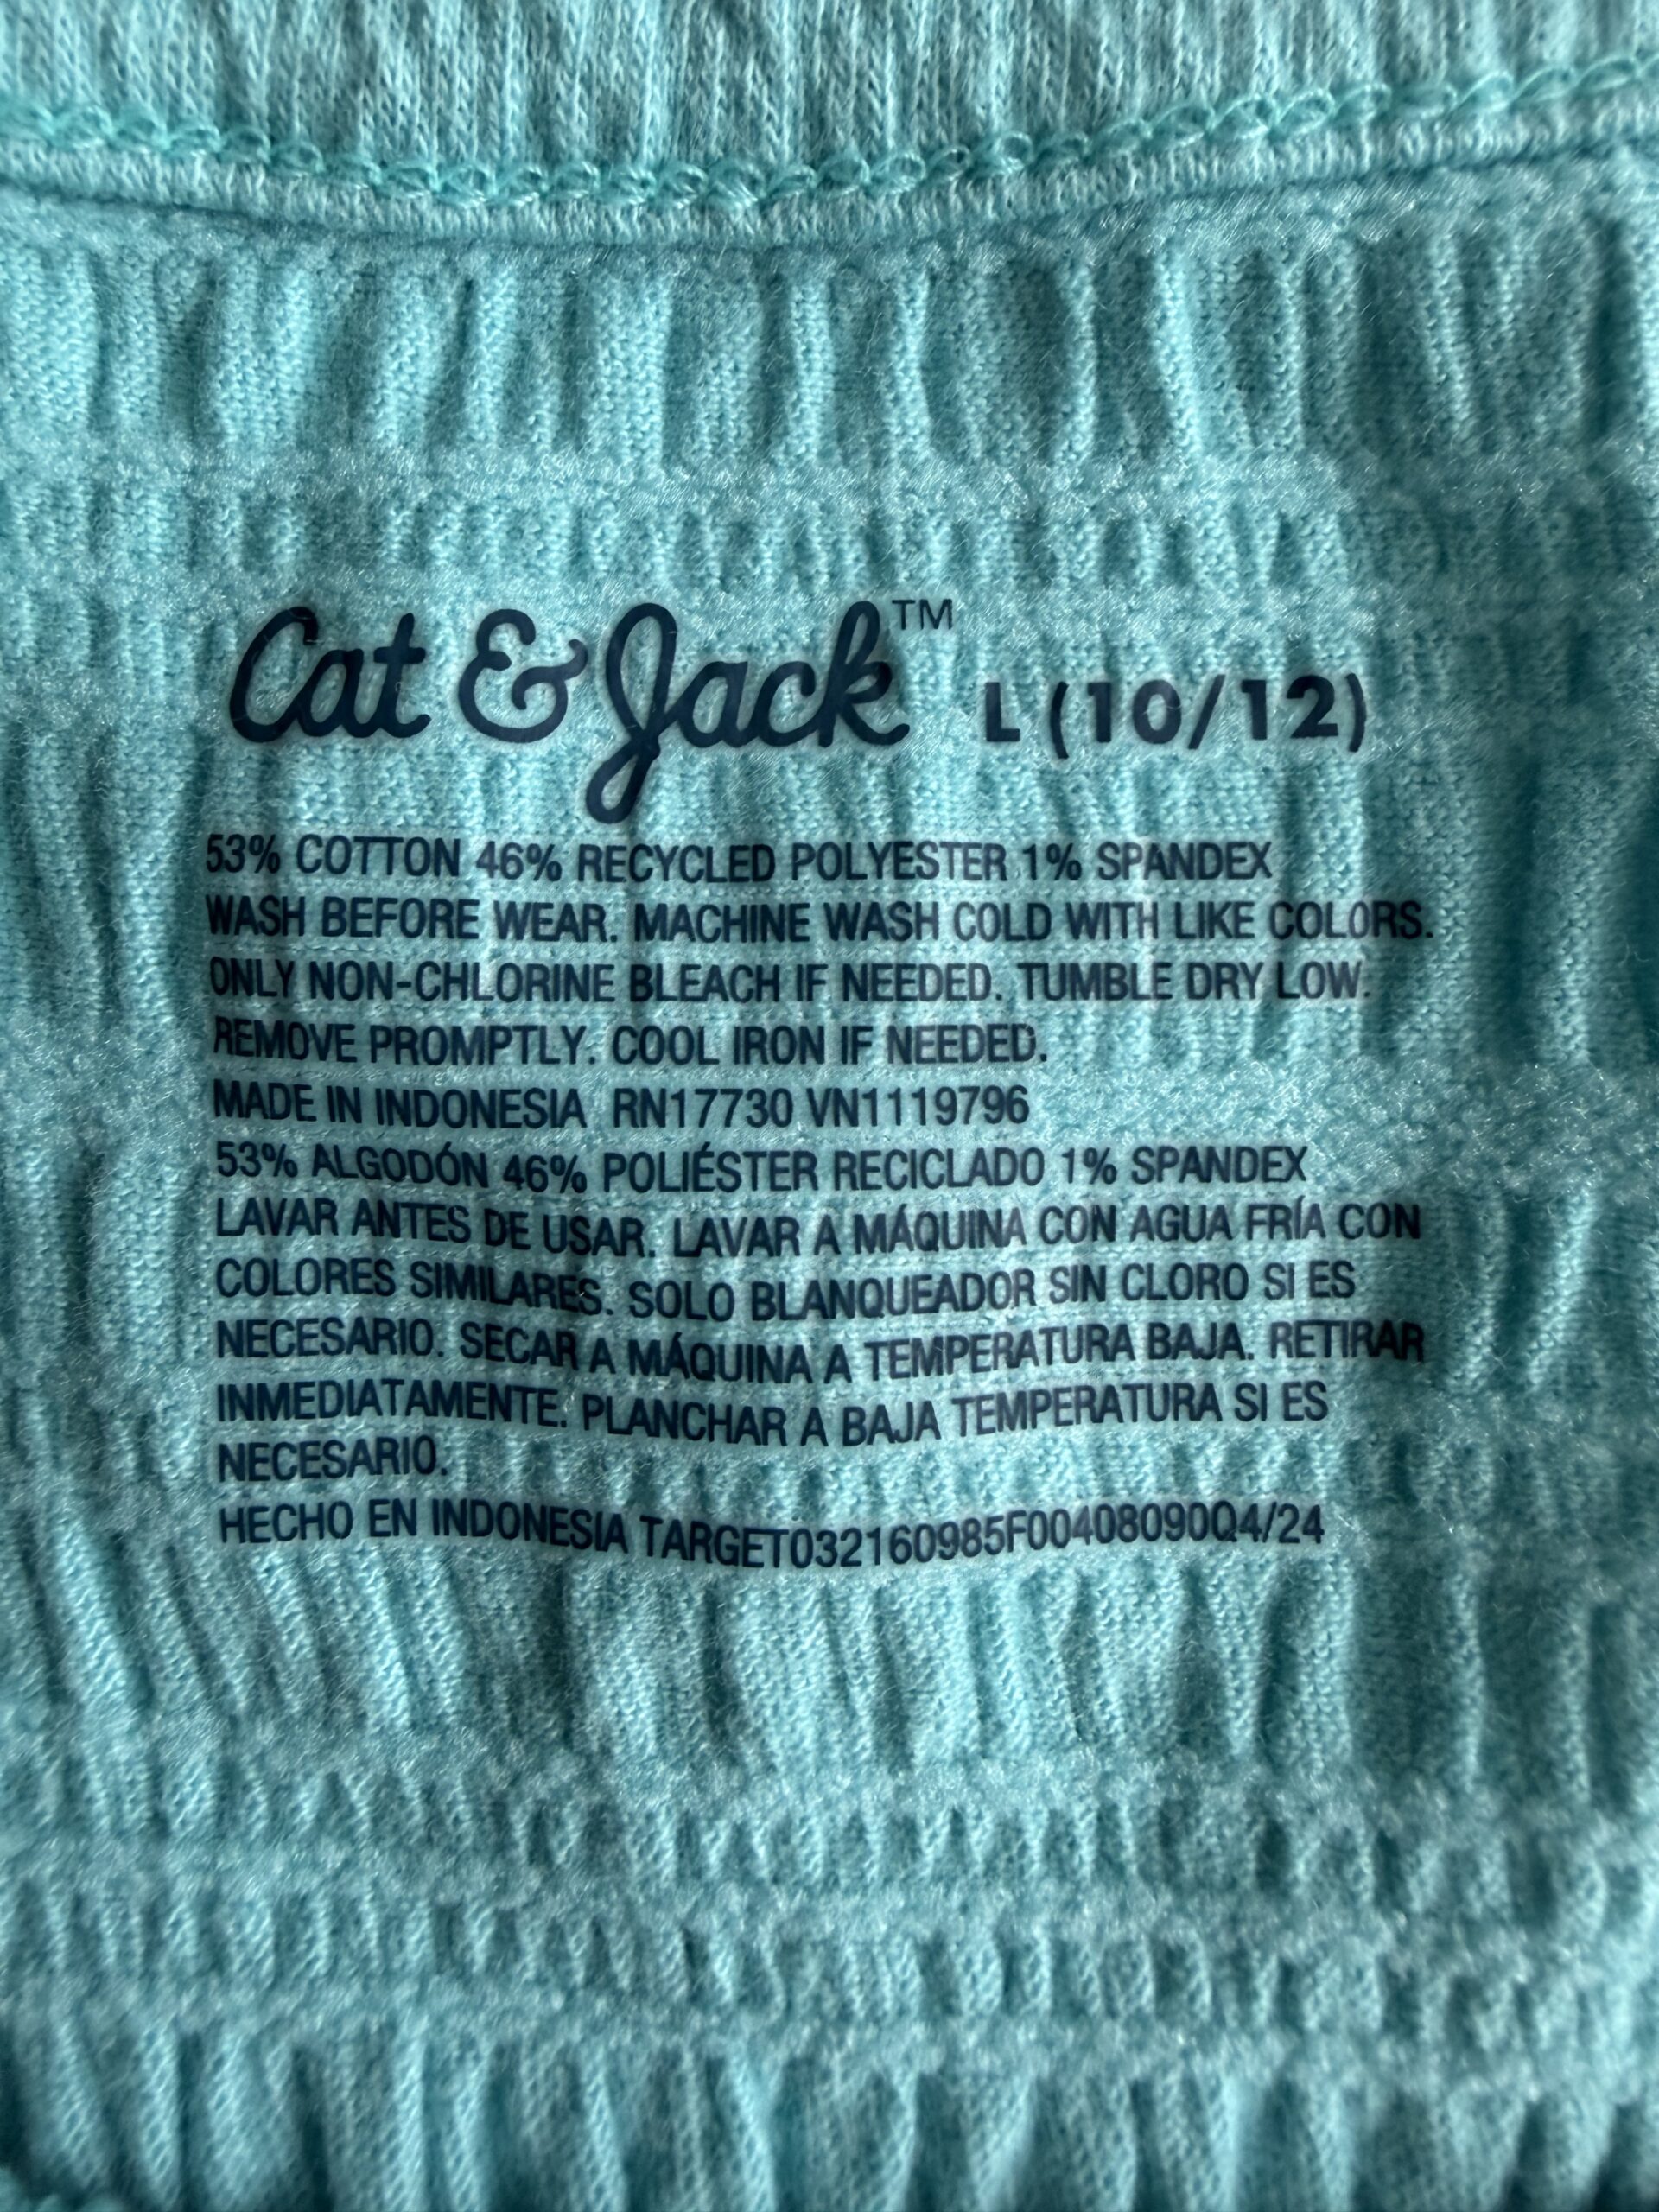 Cat & Jack™ L (10/12)
53% COTTON 46% RECYCLED POLYESTER 1% SPANDEX
WASH BEFORE WEAR. MACHINE WASH COLD WITH LIKE COLORS.
ONLY NON-CHLORINE BLEACH IF NEEDED. TUMBLE DRY LOW.
REMOVE PROMPTLY. COOL IRON IF NEEDED.
MADE IN INDONESIA RN17730 VN1119796
53% ALGODÓN 46% POLIÉSTER RECICLADO 1% SPANDEX
LAVAR ANTES DE USAR. LAVAR A MÁQUINA CON AGUA FRÍA CON
COLORES SIMILARES. SOLO BLANQUEADOR SIN CLORO SI ES
NECESARIO. SECAR A MÁQUINA A TEMPERATURA BAJA. RETIRAR
INMEDIATAMENTE. PLANCHAR A BAJA TEMPERATURA SI ES
NECESARIO.
HECHO EN INDONESIA TARGET032160985F00408090Q4/24